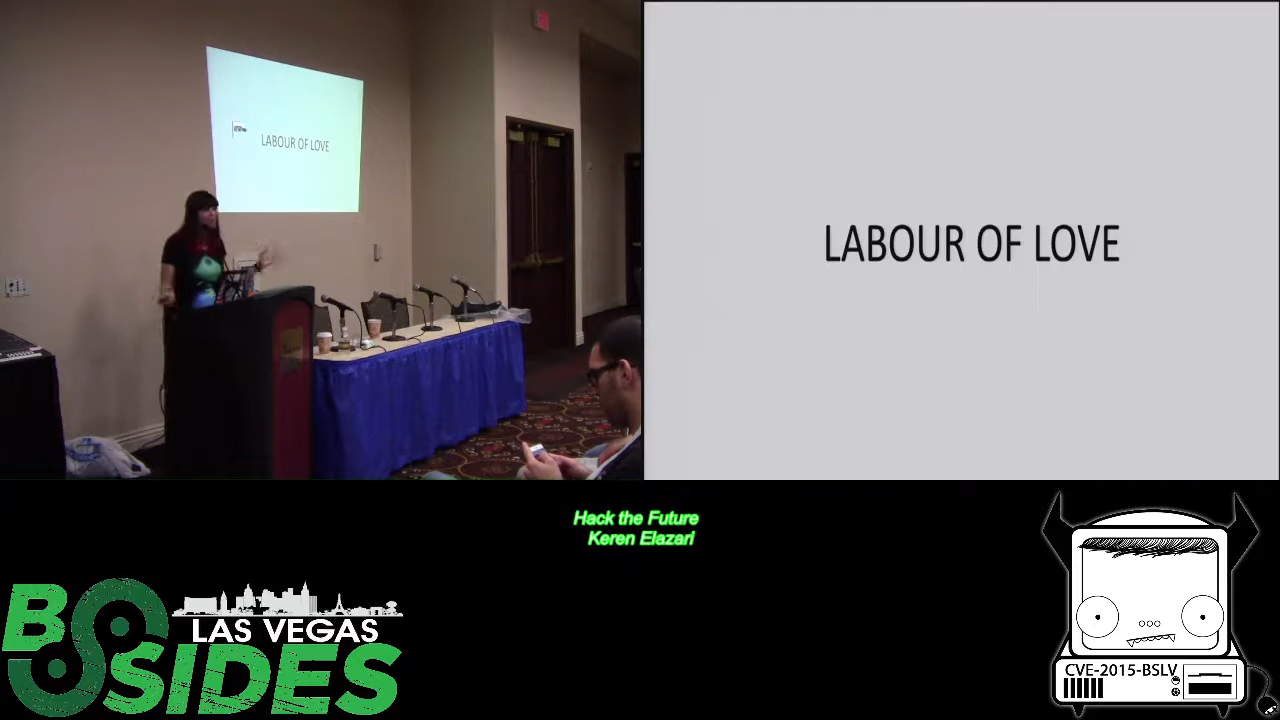 LABOUR OF LOVE
LABOUR OF LOVE
Hack the Future
Keren Elazari
BSIDES
LAS VEGAS
CVE-2015-BSLV